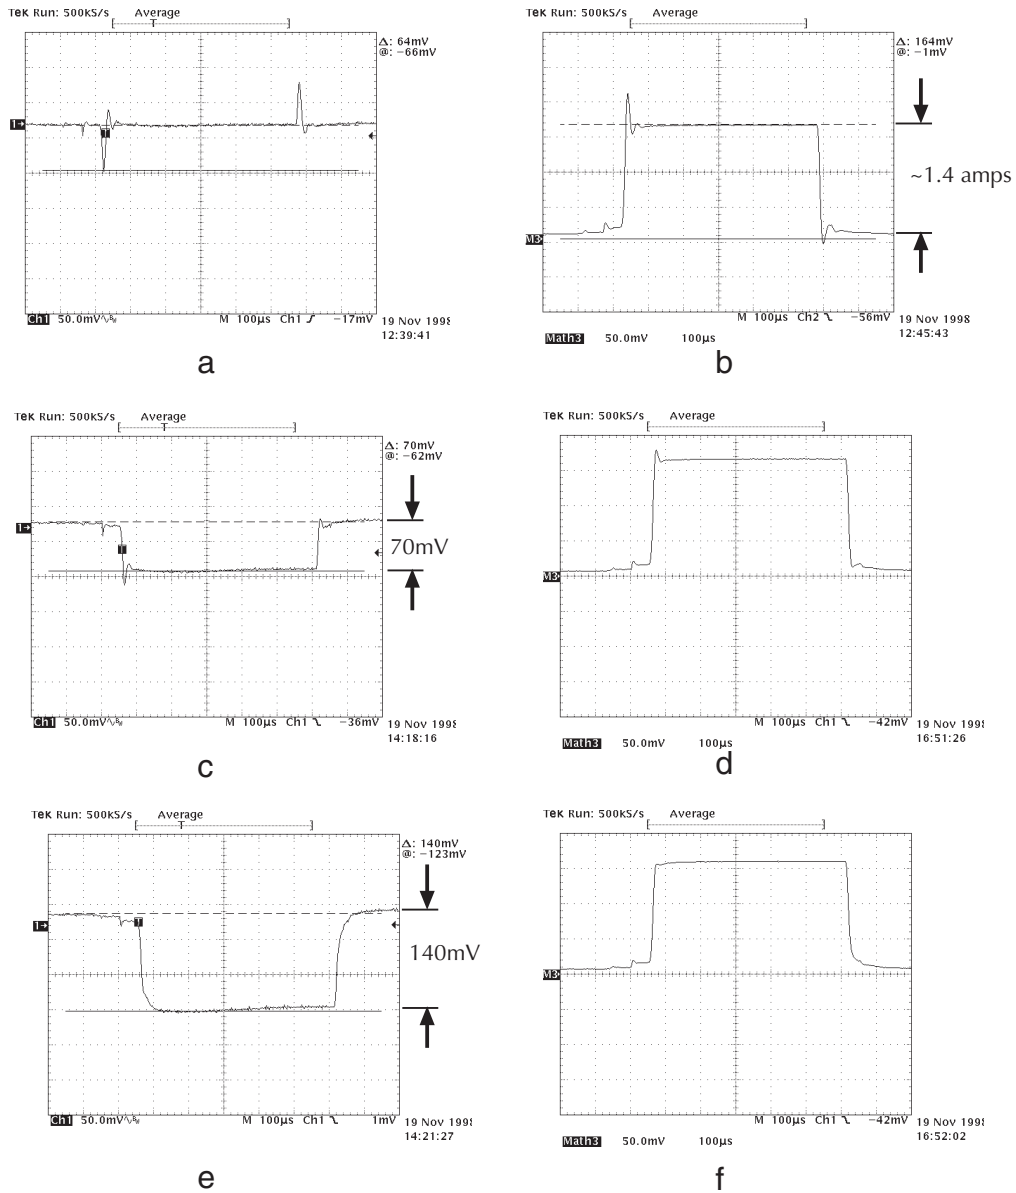 Tek Run: 500kS/s Average
[ T ]
Δ: 64mV
@: −66mV
1→
T
Ch1 50.0mV∿Bw M 100µs Ch1 ƒ −17mV
19 Nov 1998
12:39:41
a
Tek Run: 500kS/s Average
[ ]
Δ: 164mV
@: −1mV
~1.4 amps
M3
M 100µs Ch2 −56mV
19 Nov 1998
12:45:43
Math3 50.0mV 100µs
b
Tek Run: 500kS/s Average
[ T ]
Δ: 70mV
@: −62mV
1→
T
70mV
Ch1 50.0mV∿Bw M 100µs Ch1 −36mV
19 Nov 1998
14:18:16
c
Tek Run: 500kS/s Average
[ ]
M3
M 100µs Ch1 −42mV
19 Nov 1998
16:51:26
Math3 50.0mV 100µs
d
Tek Run: 500kS/s Average
[ T ]
Δ: 140mV
@: −123mV
1→
T
140mV
Ch1 50.0mV∿Bw M 100µs Ch1 1mV
19 Nov 1998
14:21:27
e
Tek Run: 500kS/s Average
[ ]
M3
M 100µs Ch1 −42mV
19 Nov 1998
16:52:02
Math3 50.0mV 100µs
f